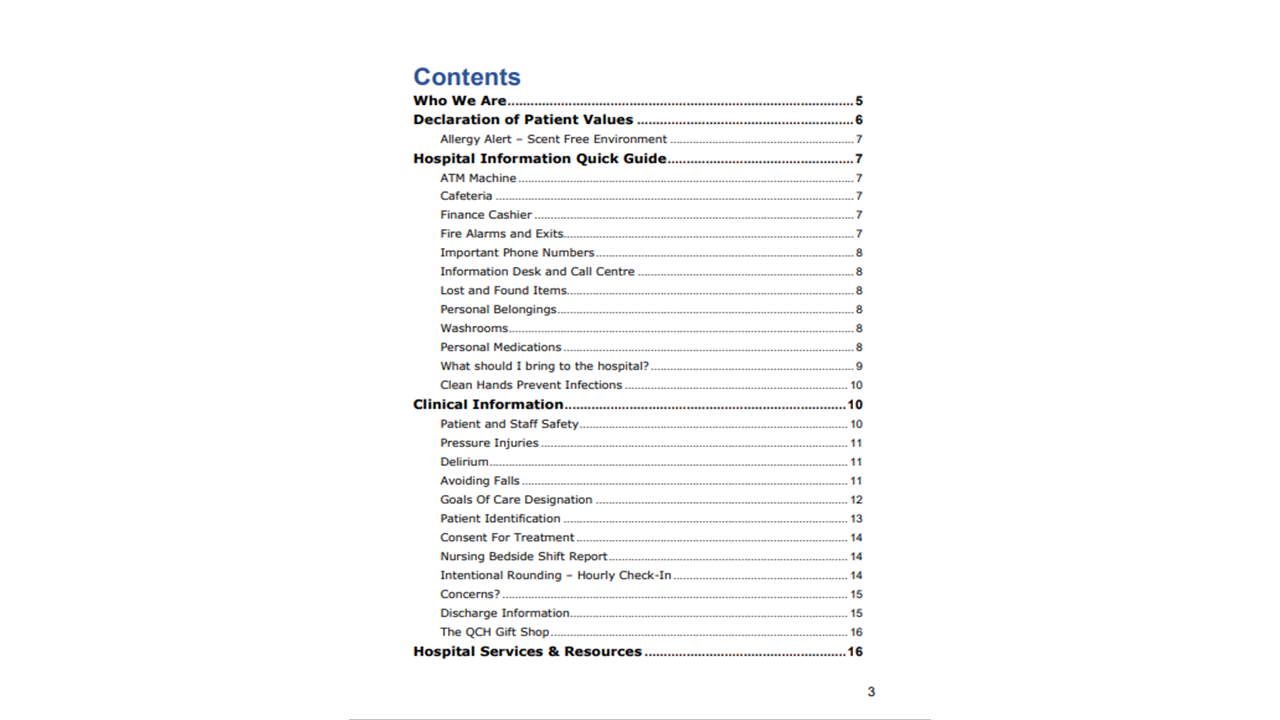 Contents
Who We Are 5
Declaration of Patient Values 6
Allergy Alert – Scent Free Environment 7
Hospital Information Quick Guide 7
ATM Machine 7
Cafeteria 7
Finance Cashier 7
Fire Alarms and Exits 7
Important Phone Numbers 8
Information Desk and Call Centre 8
Lost and Found Items 8
Personal Belongings 8
Washrooms 8
Personal Medications 8
What should I bring to the hospital? 9
Clean Hands Prevent Infections 10
Clinical Information 10
Patient and Staff Safety 10
Pressure Injuries 11
Delirium 11
Avoiding Falls 11
Goals Of Care Designation 12
Patient Identification 13
Consent For Treatment 14
Nursing Bedside Shift Report 14
Intentional Rounding – Hourly Check-In 14
Concerns? 15
Discharge Information 15
The QCH Gift Shop 16
Hospital Services & Resources 16
3